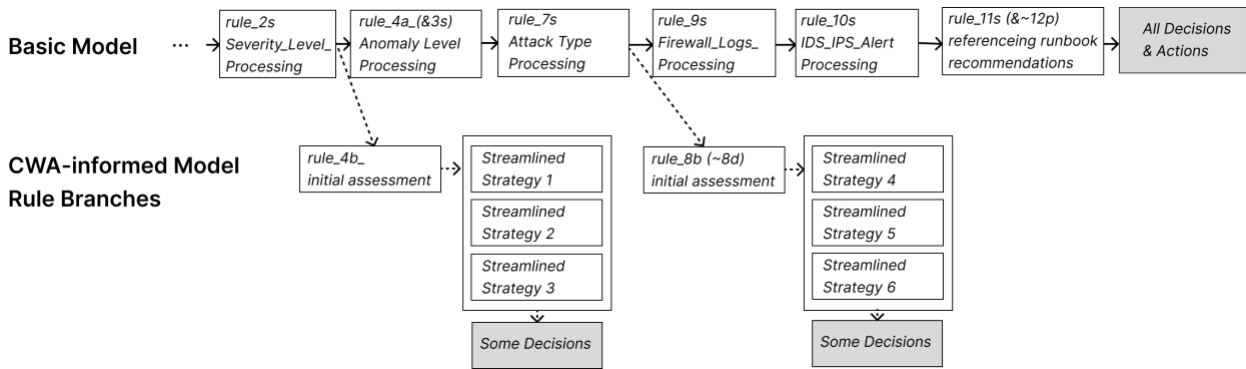 Basic Model
...
rule_2s
Severity_Level_
Processing
rule_4a_(&3s)
Anomaly Level
Processing
rule_7s
Attack Type
Processing
rule_9s
Firewall_Logs_
Processing
rule_10s
IDS_IPS_Alert
Processing
rule_11s (&~12p)
referenceing runbook
recommendations
All Decisions
& Actions
CWA-informed Model
Rule Branches
rule_4b_
initial assessment
Streamlined
Strategy 1
Streamlined
Strategy 2
Streamlined
Strategy 3
Some Decisions
rule_8b (~8d)
initial assessment
Streamlined
Strategy 4
Streamlined
Strategy 5
Streamlined
Strategy 6
Some Decisions